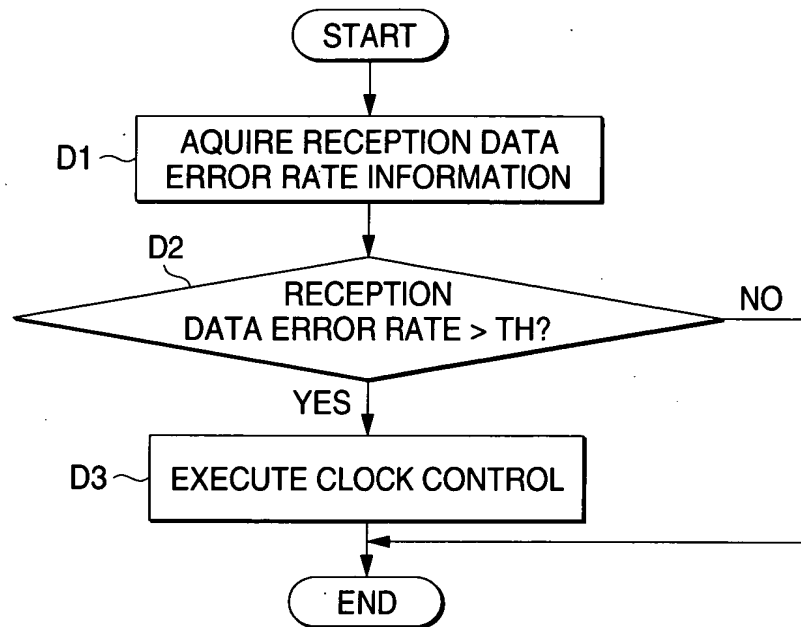 START
D1
AQUIRE RECEPTION DATA
ERROR RATE INFORMATION
D2
RECEPTION
DATA ERROR RATE > TH?
NO
YES
D3
EXECUTE CLOCK CONTROL
END